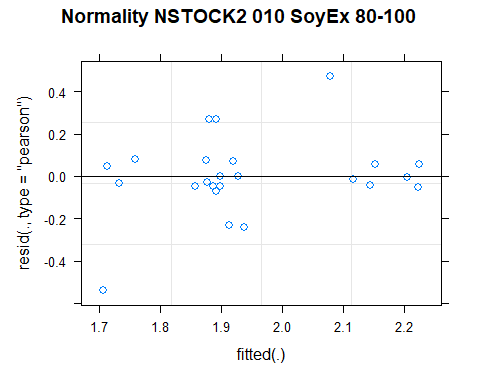 Normality NSTOCK2 010 SoyEx 80-100
resid(., type = "pearson")
0.4
0.2
0.0
-0.2
-0.4
1.7 1.8 1.9 2.0 2.1 2.2
fitted(.)